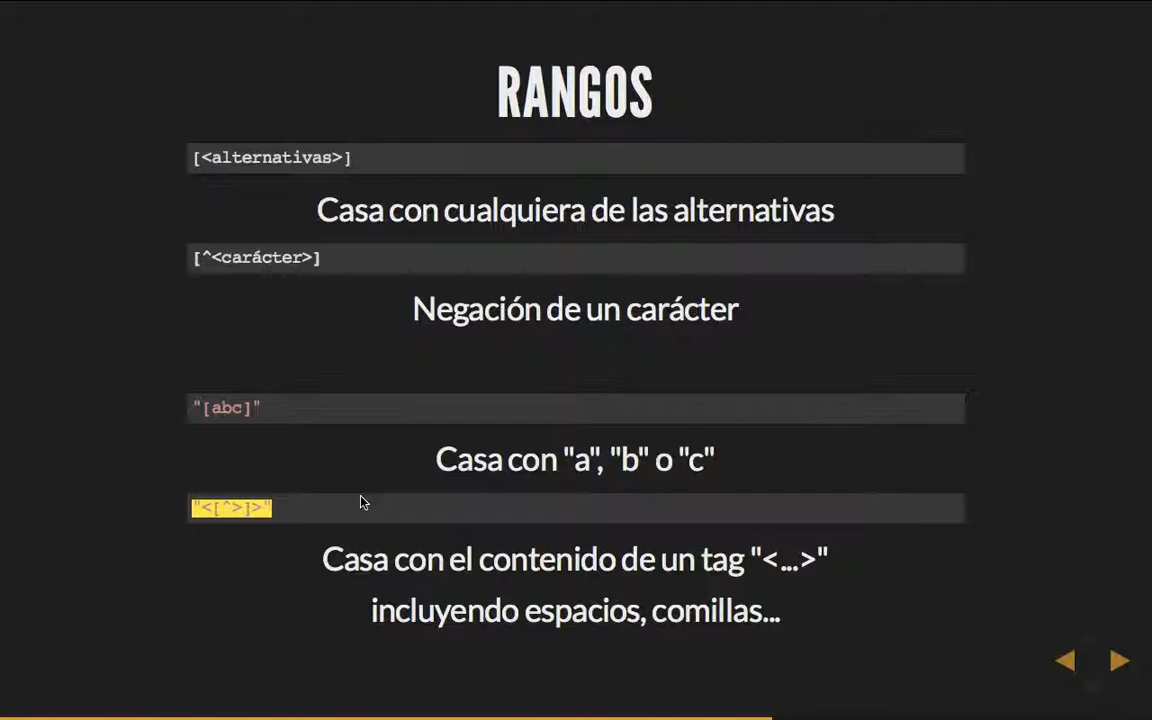 RANGOS
[<alternativas>]
Casa con cualquiera de las alternativas
[^<carácter>]
Negación de un carácter
"[abc]"
Casa con "a", "b" o "c"
"<[^>]>"
Casa con el contenido de un tag "<...>"
incluyendo espacios, comillas...